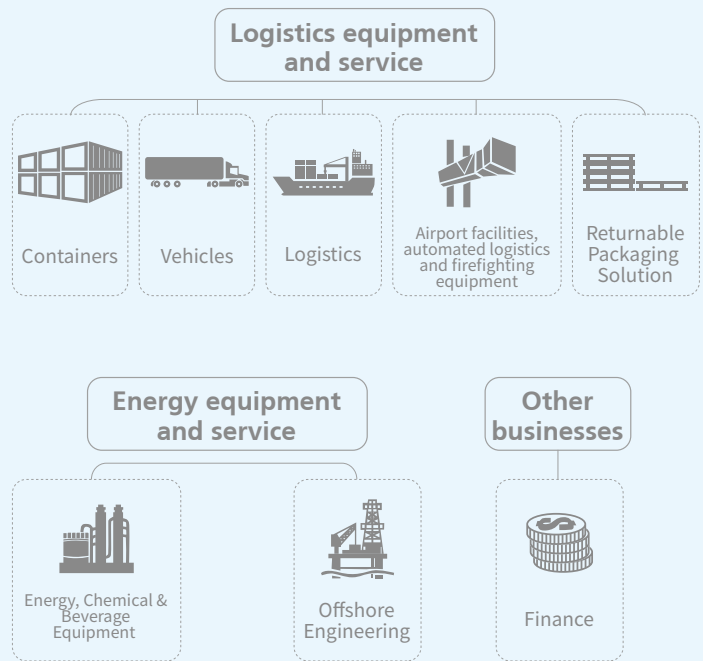 Logistics equipment
and service
Containers
Vehicles
Logistics
Airport facilities,
automated logistics
and firefighting
equipment
Returnable
Packaging
Solution
Energy equipment
and service
Other
businesses
Energy, Chemical &
Beverage
Equipment
Offshore
Engineering
Finance